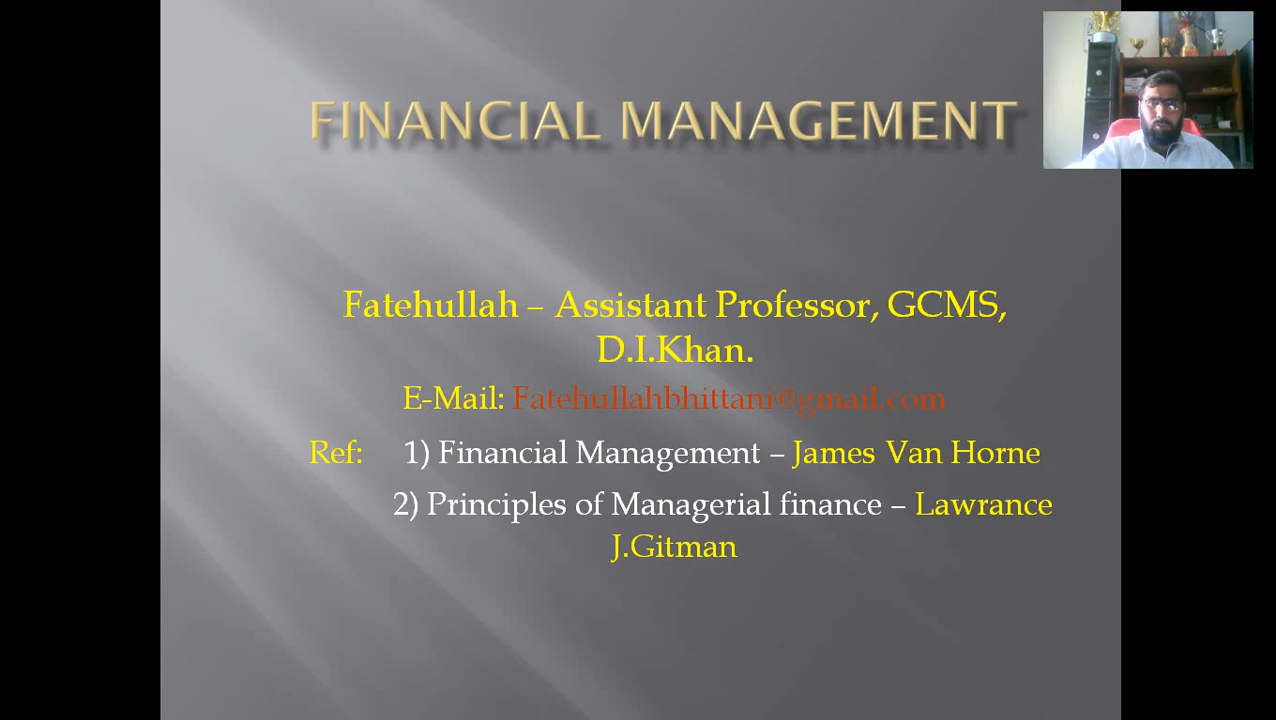 FINANCIAL MANAGEMENT
Fatehullah – Assistant Professor, GCMS,
D.I.Khan.
E-Mail: Fatehullahbhittani@gmail.com
Ref: 1) Financial Management – James Van Horne
2) Principles of Managerial finance – Lawrance
J.Gitman